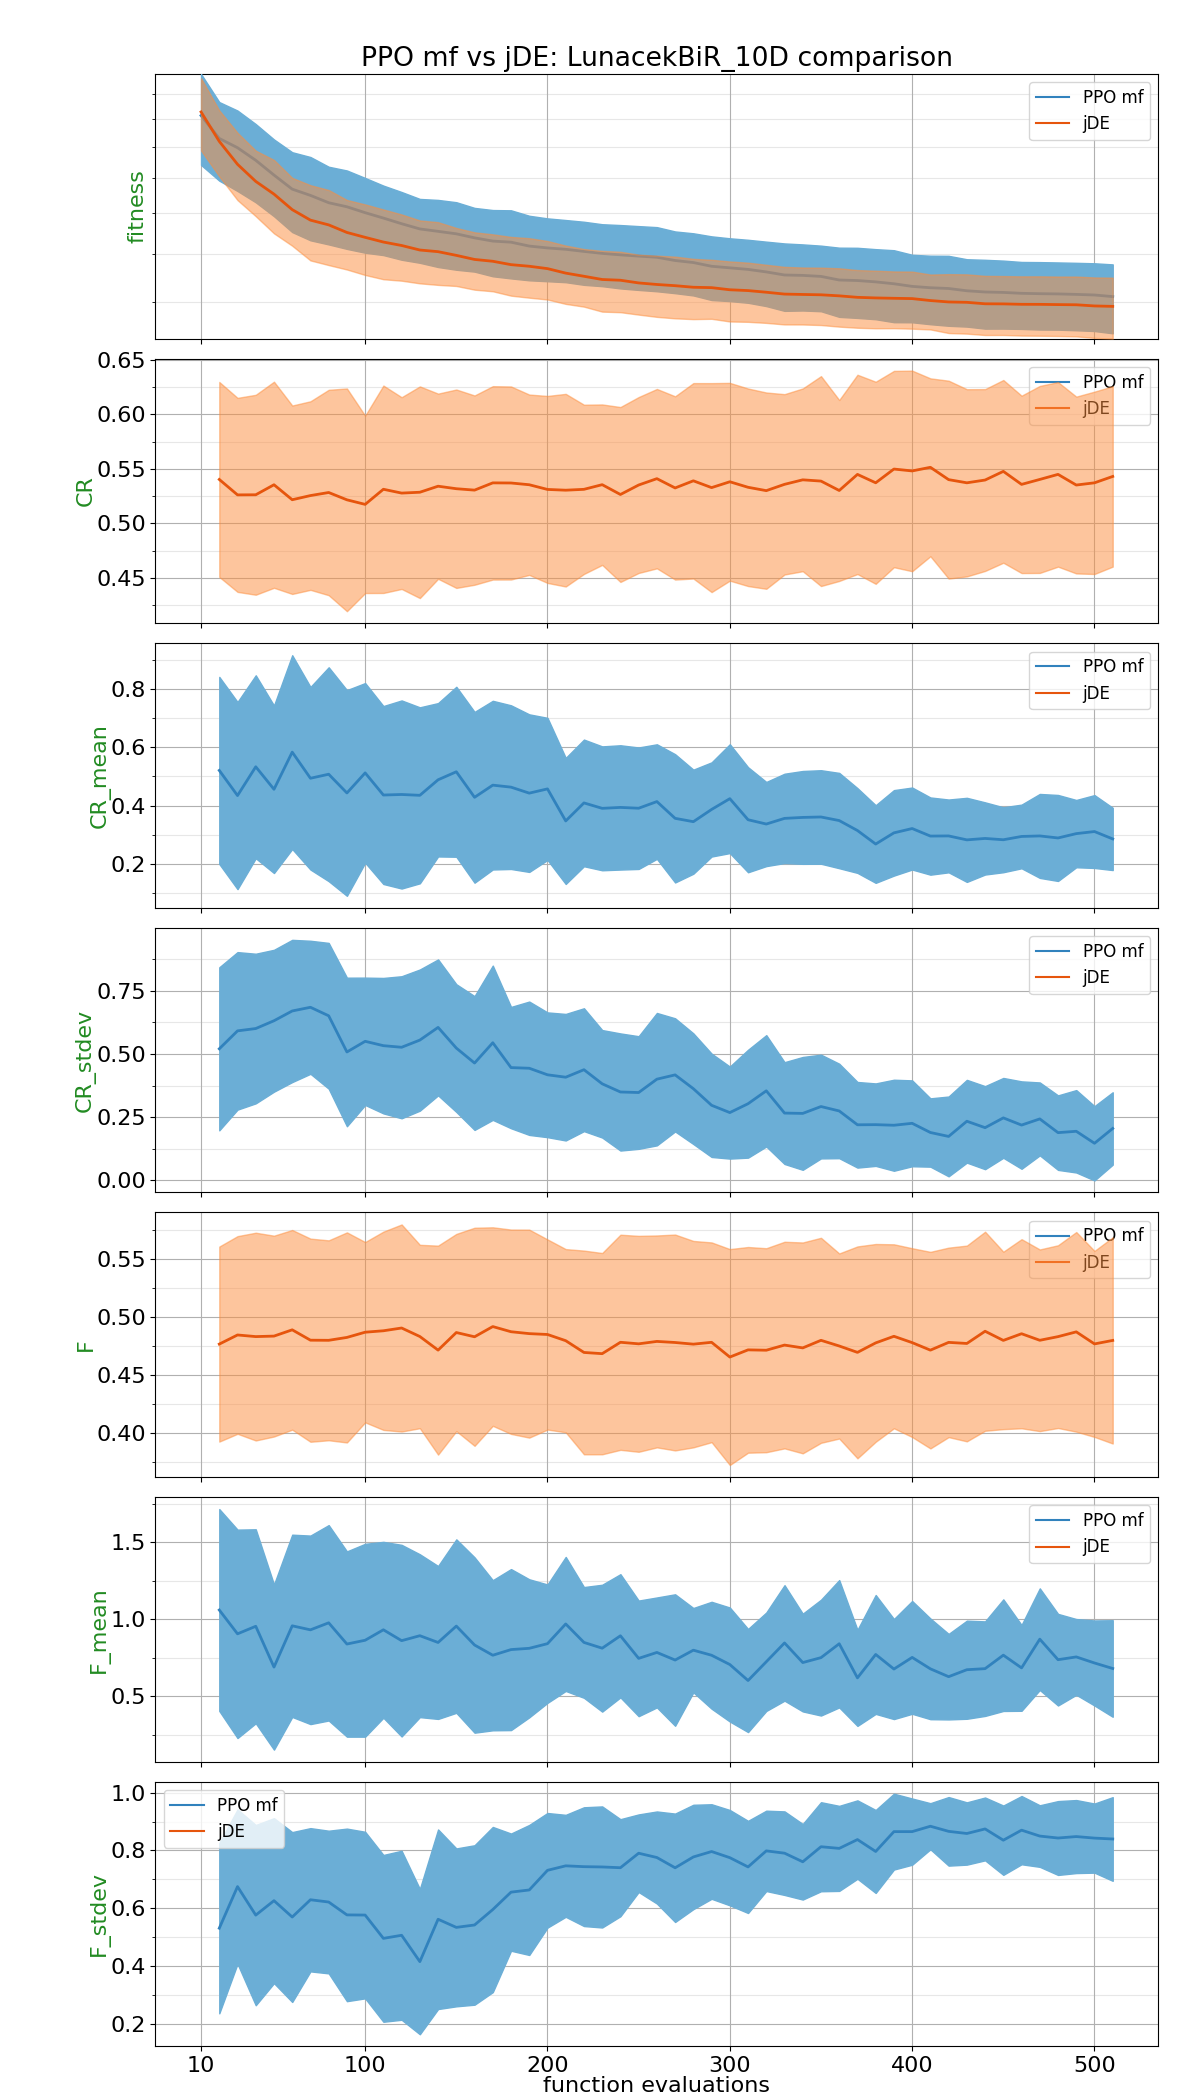 PPO mf vs jDE: LunacekBiR_10D comparison
fitness
PPO mf
jDE
CR
0.65
0.60
0.55
0.50
0.45
PPO mf
jDE
CR_mean
0.8
0.6
0.4
0.2
PPO mf
jDE
CR_stdev
0.75
0.50
0.25
0.00
PPO mf
jDE
F
0.55
0.50
0.45
0.40
PPO mf
jDE
F_mean
1.5
1.0
0.5
PPO mf
jDE
F_stdev
1.0
0.8
0.6
0.4
0.2
PPO mf
jDE
10 100 200 300 400 500
function evaluations